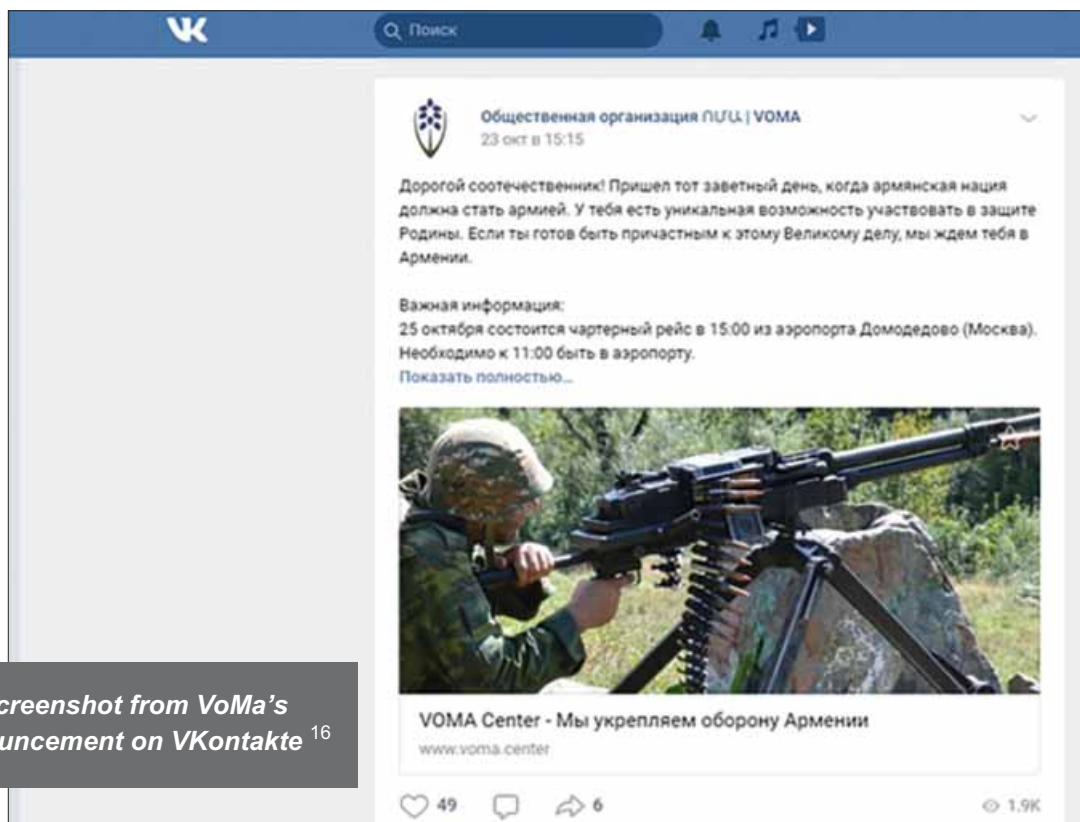 Поиск
Общественная организация ՈՄԱ | VOMA
23 окт в 15:15
Дорогой соотечественник! Пришел тот заветный день, когда армянская нация
должна стать армией. У тебя есть уникальная возможность участвовать в защите
Родины. Если ты готов быть причастным к этому Великому делу, мы ждем тебя в
Армении.
Важная информация:
25 октября состоится чартерный рейс в 15:00 из аэропорта Домодедово (Москва).
Необходимо к 11:00 быть в аэропорту.
Показать полностью...
VOMA Center - Мы укрепляем оборону Армении
www.voma.center
49
6
1.9K
creenshot from VoMa's
uncement on VKontakte 16